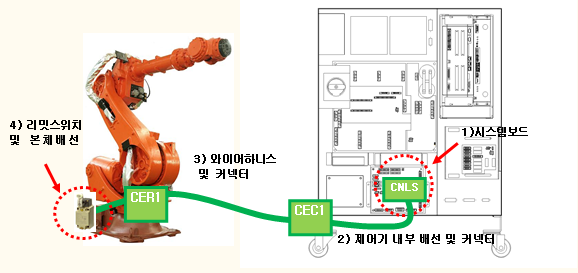 4) 리밋스위치
및 본체배선
3) 와이어하니스
및 커넥터
1)시스템보드
CER1
CEC1
CNLS
2) 제어기 내부 배선 및 커넥터